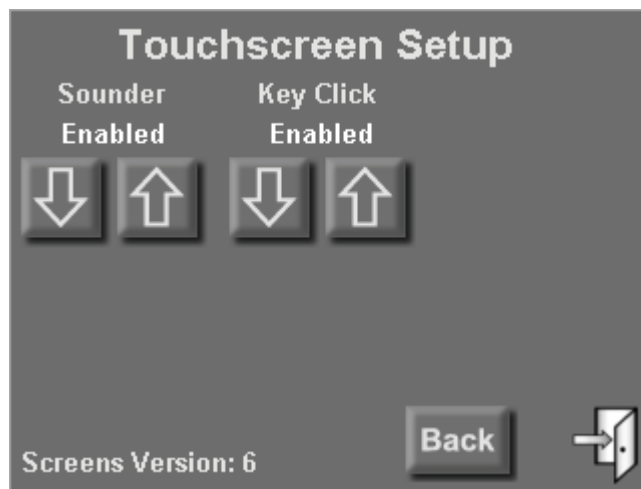 Touchscreen Setup
Sounder Key Click
Enabled Enabled
Back
Screens Version: 6